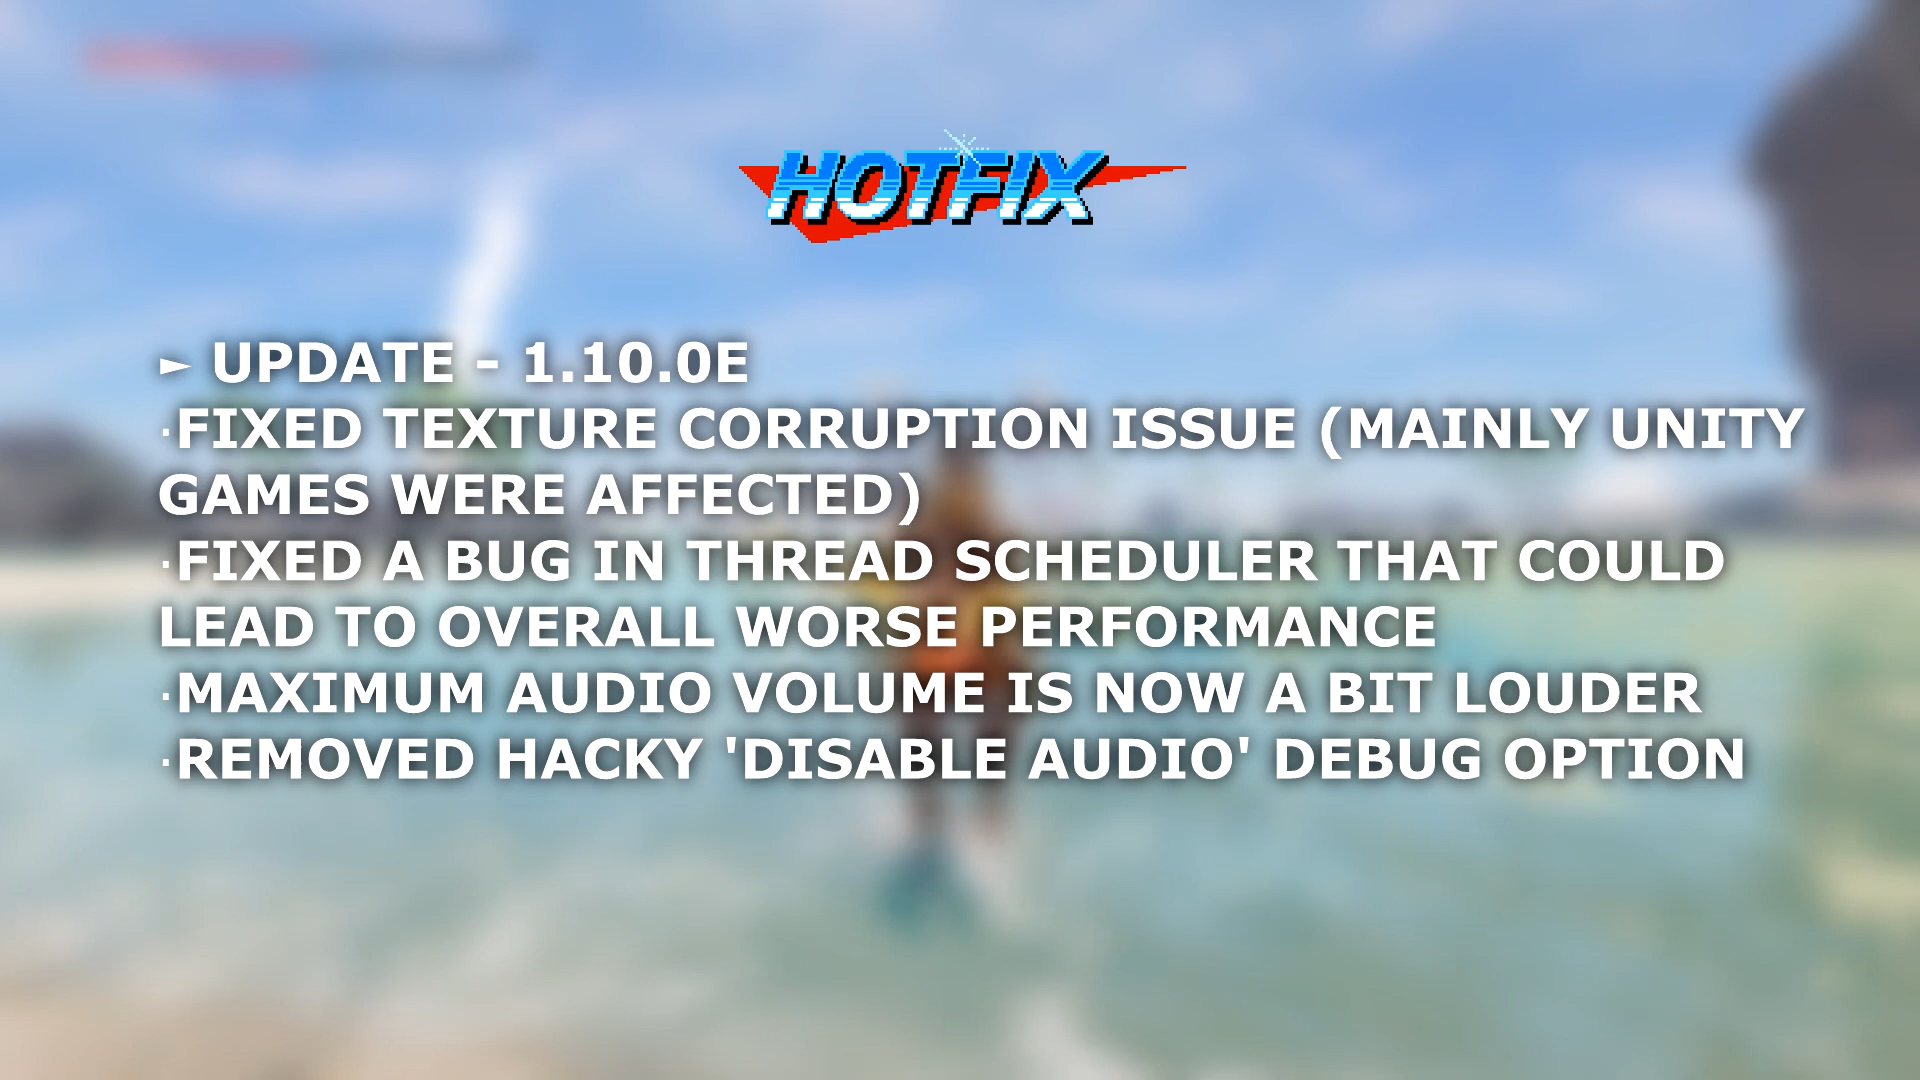 HOTFIX
► UPDATE - 1.10.0E
·FIXED TEXTURE CORRUPTION ISSUE (MAINLY UNITY
GAMES WERE AFFECTED)
·FIXED A BUG IN THREAD SCHEDULER THAT COULD
LEAD TO OVERALL WORSE PERFORMANCE
·MAXIMUM AUDIO VOLUME IS NOW A BIT LOUDER
·REMOVED HACKY 'DISABLE AUDIO' DEBUG OPTION